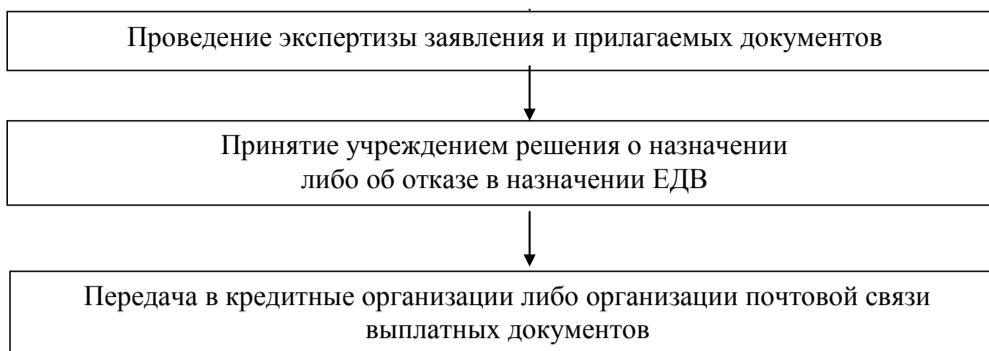 Проведение экспертизы заявления и прилагаемых документов
Принятие учреждением решения о назначении
либо об отказе в назначении ЕДВ
Передача в кредитные организации либо организации почтовой связи
выплатных документов